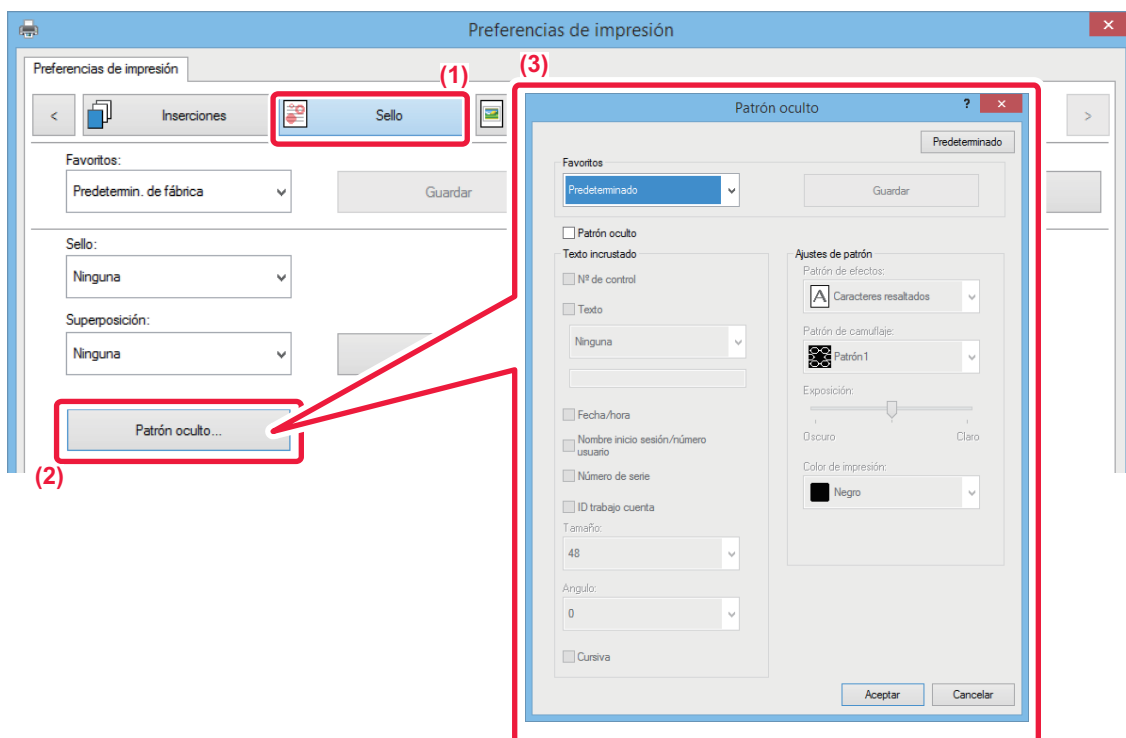 Preferencias de impresión
×
Preferencias de impresión
(1)
<
Inserciones
Sello
>
Favoritos:
Predetermin. de fábrica
Guardar
Sello:
Ninguna
Superposición:
Ninguna
Patrón oculto...
(2)
(3)
Patrón oculto
? ×
Predeterminado
Favoritos
Predeterminado
Guardar
Patrón oculto
Texto incrustado
Nº de control
Texto
Ninguna
Fecha/hora
Nombre inicio sesión/número
usuario
Número de serie
ID trabajo cuenta
Tamaño:
48
Angulo:
0
Cursiva
Ajustes de patrón
Patrón de efectos:
A Caracteres resaltados
Patrón de camuflaje:
Patrón1
Exposición:
Oscuro Claro
Color de impresión:
Negro
Aceptar
Cancelar